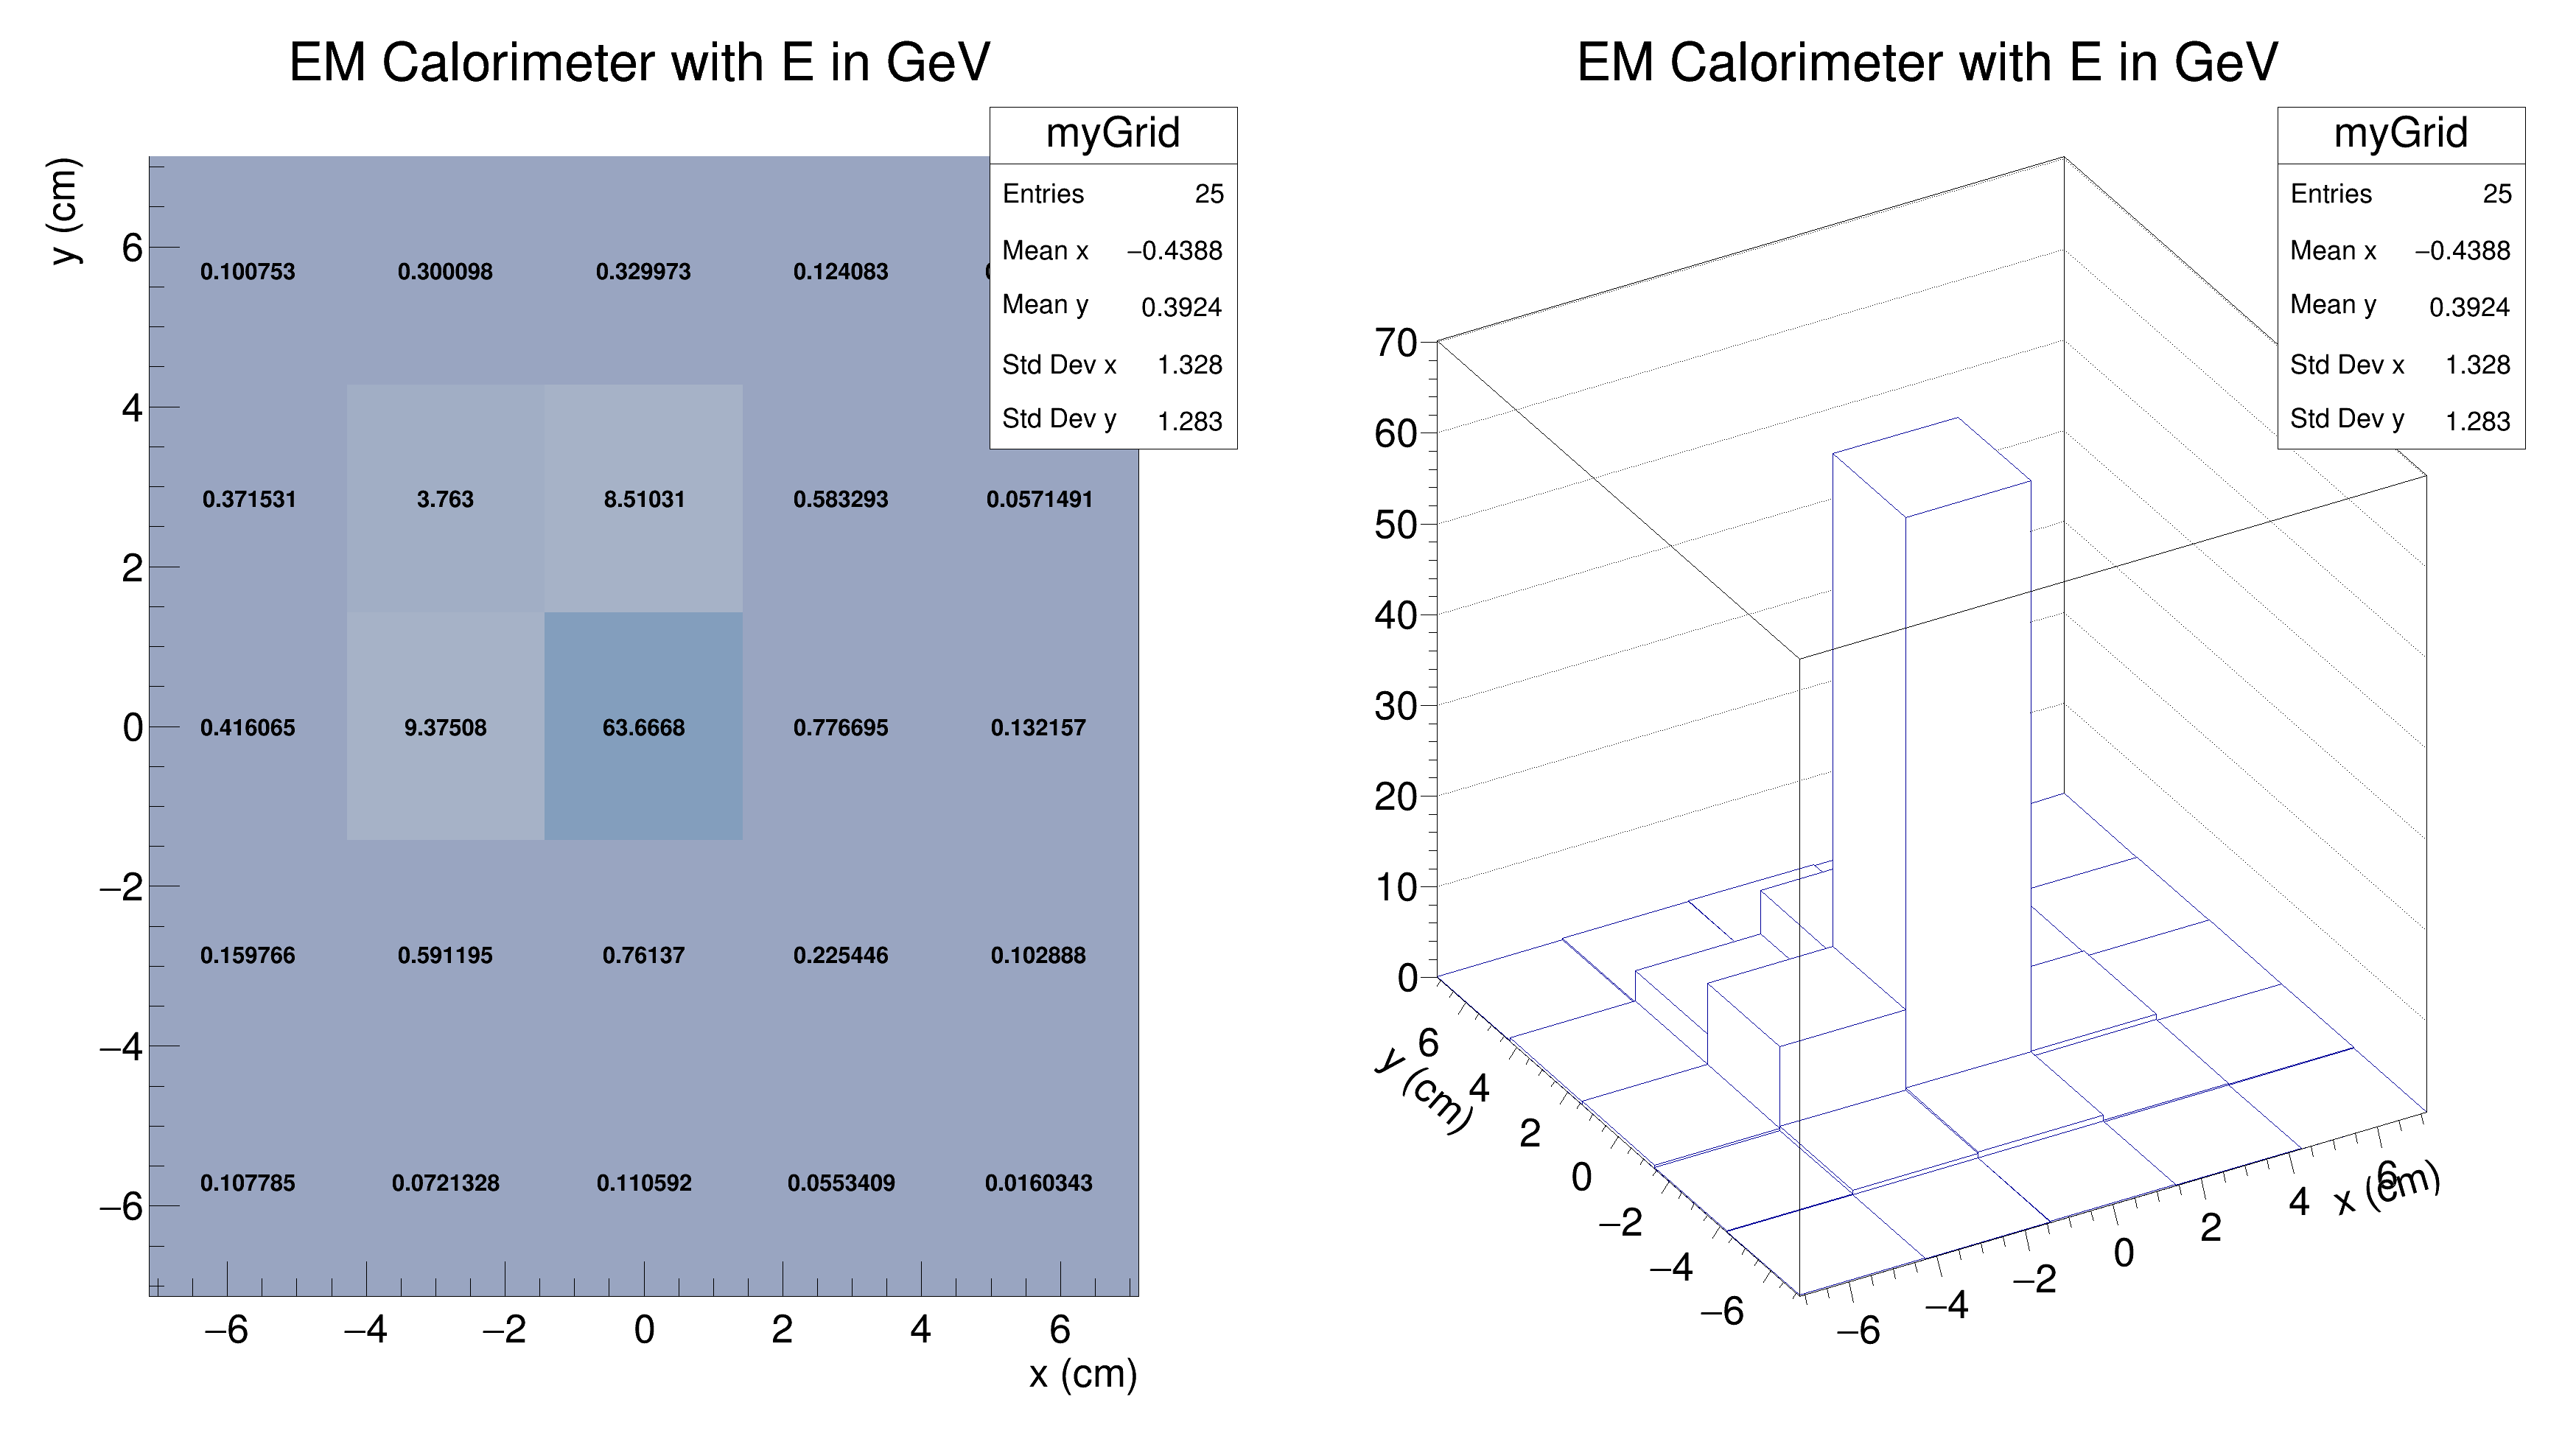 EM Calorimeter with E in GeV
myGrid
Entries 25
Mean x −0.4388
Mean y 0.3924
Std Dev x 1.328
Std Dev y 1.283
y (cm)
6
4
2
0
−2
−4
−6
0.100753 0.300098 0.329973 0.124083
0.371531 3.763 8.51031 0.583293 0.0571491
0.416065 9.37508 63.6668 0.776695 0.132157
0.159766 0.591195 0.76137 0.225446 0.102888
0.107785 0.0721328 0.110592 0.0553409 0.0160343
−6 −4 −2 0 2 4 6
x (cm)
EM Calorimeter with E in GeV
myGrid
Entries 25
Mean x −0.4388
Mean y 0.3924
Std Dev x 1.328
Std Dev y 1.283
70
60
50
40
30
20
10
0
y (cm)
6
4
2
0
−2
−4
−6
−6 −4 −2 0 2 4 6
x (cm)